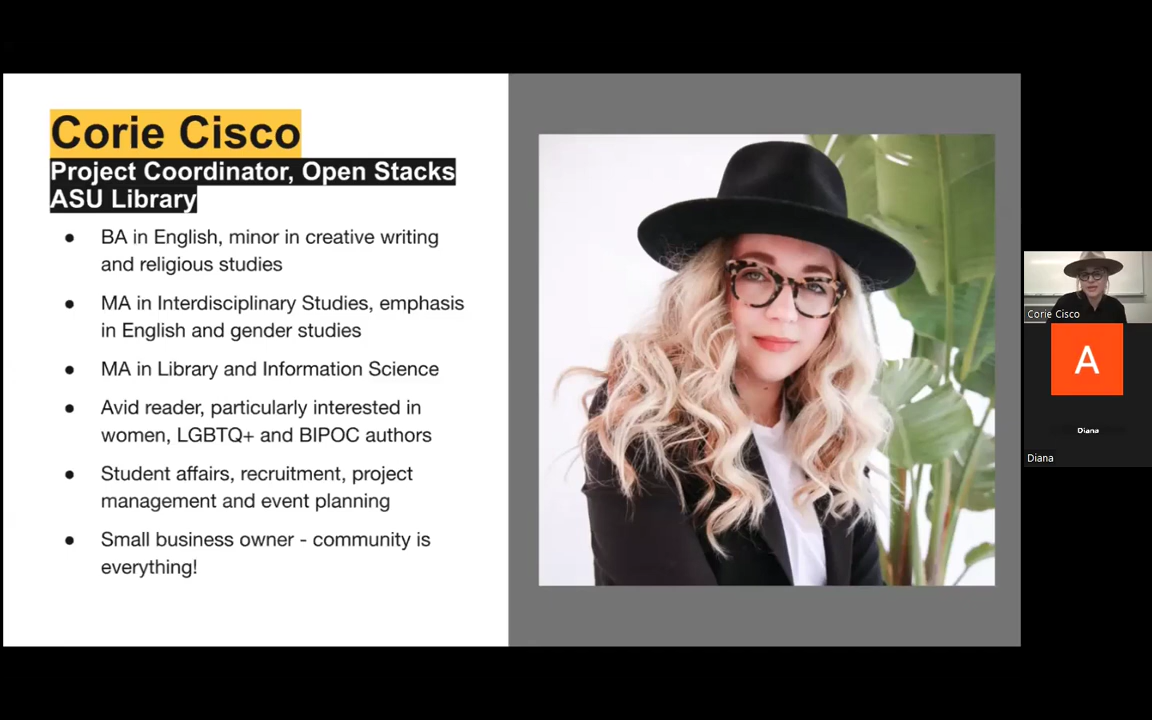 Corie Cisco
Project Coordinator, Open Stacks
ASU Library
● BA in English, minor in creative writing
and religious studies
● MA in Interdisciplinary Studies, emphasis
in English and gender studies
● MA in Library and Information Science
● Avid reader, particularly interested in
women, LGBTQ+ and BIPOC authors
● Student affairs, recruitment, project
management and event planning
● Small business owner - community is
everything!
Corie Cisco
A
Diana
Diana